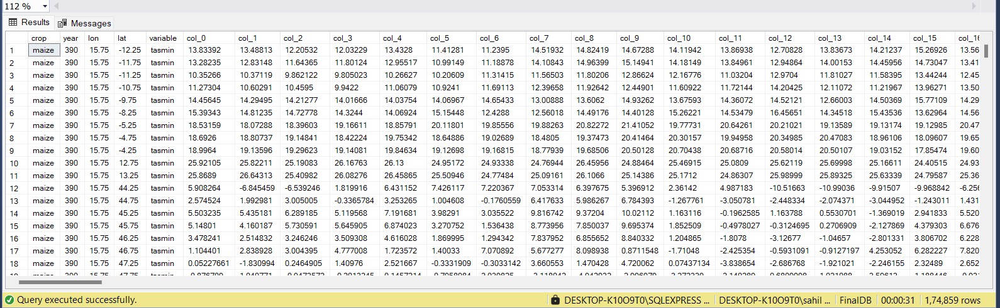 112 %
Results Messages
crop year lon lat variable col_0 col_1 col_2 col_3 col_4 col_5 col_6 col_7 col_8 col_9 col_10 col_11 col_12 col_13 col_14 col_15 col_16
1 maize 390 15.75 -12.25 tasmin 13.83392 13.48813 12.20532 12.03229 13.4328 11.41281 11.2395 14.51932 14.82419 14.67288 14.11942 13.86938 12.70828 13.83673 14.21237 15.26926 13.56
2 maize 390 15.75 -11.75 tasmin 13.28235 12.83148 11.64365 11.80124 12.95517 10.99149 11.18878 14.10843 14.96399 15.14941 14.18149 13.84961 12.94864 14.00153 14.45956 14.73047 13.41
3 maize 390 15.75 -11.25 tasmin 10.35266 10.37119 9.862122 9.805023 10.26627 10.20609 11.31415 11.56503 11.80206 12.86624 12.16776 11.03204 12.9704 11.81027 11.58395 13.44244 12.45
4 maize 390 15.75 -10.75 tasmin 11.27304 10.60291 10.4595 9.9422 11.06079 10.9241 11.69113 12.39658 11.92642 12.44901 11.60922 11.72144 14.20425 12.11072 11.21967 13.96271 13.50
5 maize 390 15.75 -9.75 tasmin 14.45645 14.29495 14.21277 14.01666 14.03754 14.06967 14.65433 13.00888 13.6062 14.93262 13.67593 14.36072 14.52121 12.66003 14.50369 15.77109 14.29
6 maize 390 15.75 -8.25 tasmin 15.39343 14.81235 14.72778 14.3244 14.06924 15.15448 12.4288 12.56018 14.49176 14.40128 15.26221 14.53479 16.45651 14.34518 15.43536 13.62964 14.56
7 maize 390 15.75 -5.25 tasmin 18.53159 18.07288 18.39603 19.16611 18.85791 20.11801 19.85556 19.88263 20.82272 21.41052 19.77731 20.64261 20.21021 19.13589 19.13174 19.12985 20.47
8 maize 390 15.75 -4.75 tasmin 18.6926 18.80737 19.14841 18.42224 19.75342 18.64886 19.02689 18.4805 19.37473 20.41464 20.30157 19.94958 20.34985 20.47083 18.96106 18.09607 19.65
9 maize 390 15.75 -4.25 tasmin 18.9964 19.13596 19.29623 19.14081 19.84634 19.12698 19.16815 18.77939 19.68506 20.50128 20.70438 20.68716 20.58014 20.50107 19.03152 17.85474 19.60
10 maize 390 15.75 12.75 tasmin 25.92105 25.82211 25.19083 26.16763 26.13 24.95172 24.93338 24.76944 26.45956 24.88464 25.46915 25.0809 25.62119 25.69998 25.16611 24.40515 24.93
11 maize 390 15.75 13.25 tasmin 25.8689 26.64313 25.40982 26.08276 26.45865 25.50946 24.77484 25.09161 26.1066 25.14386 25.1712 24.86307 25.98999 25.89325 25.63339 24.79587 25.36
12 maize 390 15.75 44.25 tasmin 5.908264 -6.845459 -6.539246 1.819916 6.431152 7.426117 7.220367 7.053314 6.397675 5.396912 2.36142 4.987183 -10.51663 -10.99036 -9.91507 -9.968842 -6.256
13 maize 390 15.75 44.75 tasmin 2.574524 1.992981 3.005005 -0.3365784 3.253265 1.004608 -0.1760559 6.417633 5.986267 6.784393 -1.267761 -3.050781 -2.448334 -2.074371 -3.044952 -1.243011 1.431
14 maize 390 15.75 45.25 tasmin 5.503235 5.435181 6.289185 5.119568 7.191681 3.98291 3.035522 9.816742 9.37204 10.02112 1.163116 -0.1962585 1.163788 0.5530701 -1.369019 2.941833 5.520
15 maize 390 15.75 45.75 tasmin 5.14801 4.160187 5.730591 5.645905 6.874023 3.270752 1.536438 8.773956 7.850037 9.695374 1.852509 -0.4978027 -0.3124695 0.2706909 -2.127869 4.379303 6.676
16 maize 390 15.75 46.25 tasmin 3.478241 2.514832 3.246246 3.509308 4.616028 1.869995 1.294342 7.837952 6.855652 8.840332 1.204865 -1.8078 -3.12677 -1.04657 -2.801331 3.806702 6.228
17 maize 390 15.75 46.75 tasmin 1.104401 2.838928 3.004395 4.777008 1.723572 1.40033 7.070892 5.677277 8.098938 0.8711548 -1.71048 -2.425354 -0.5931091 -0.9127197 4.253052 6.282227 7.820
18 maize 390 15.75 47.25 tasmin 0.05227661 -1.830994 0.2464905 1.40976 2.521667 -0.3331909 -0.3033142 3.660553 1.470428 4.720062 0.07437134 -3.838654 -2.686768 -1.921021 -2.246155 2.32489 2.652
Query executed successfully. DESKTOP-K10O9T0\SQLEXPRESS ... DESKTOP-K10O9T0\sahil ... FinalDB 00:00:31 1,74,859 rows